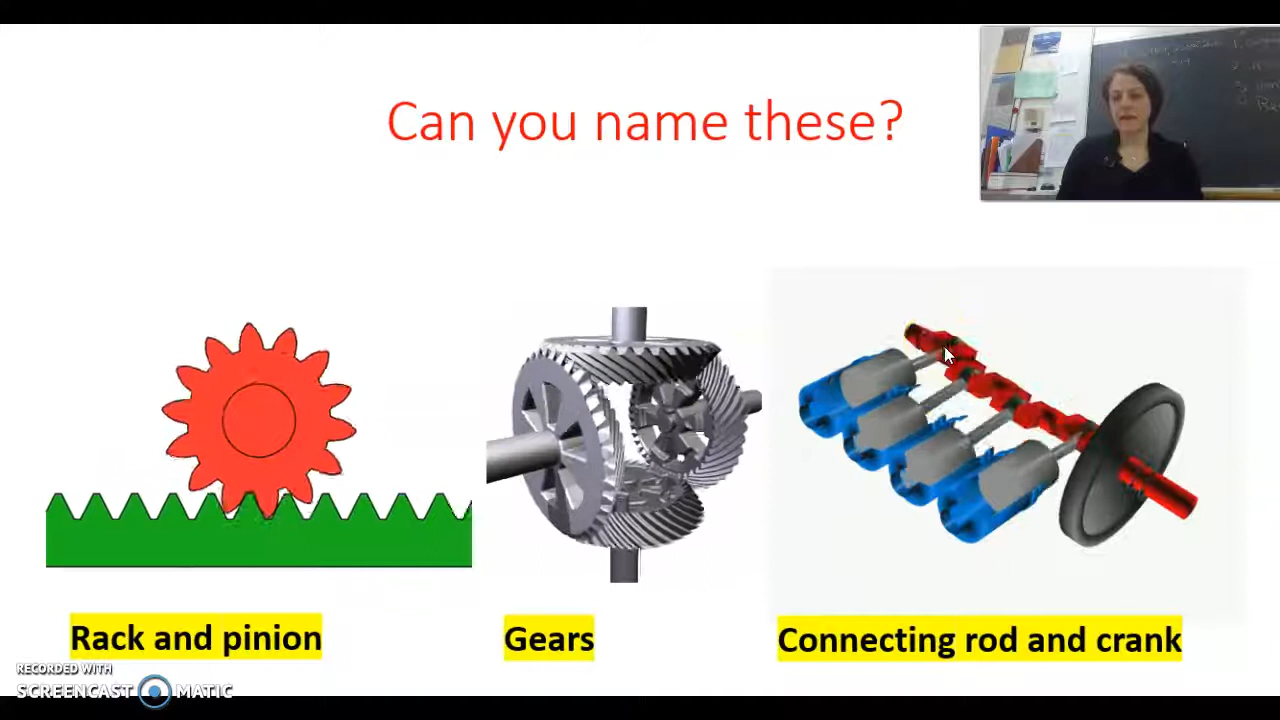 Can you name these?
Rack and pinion
Gears
Connecting rod and crank
RECORDED WITH
SCREENCAST MATIC